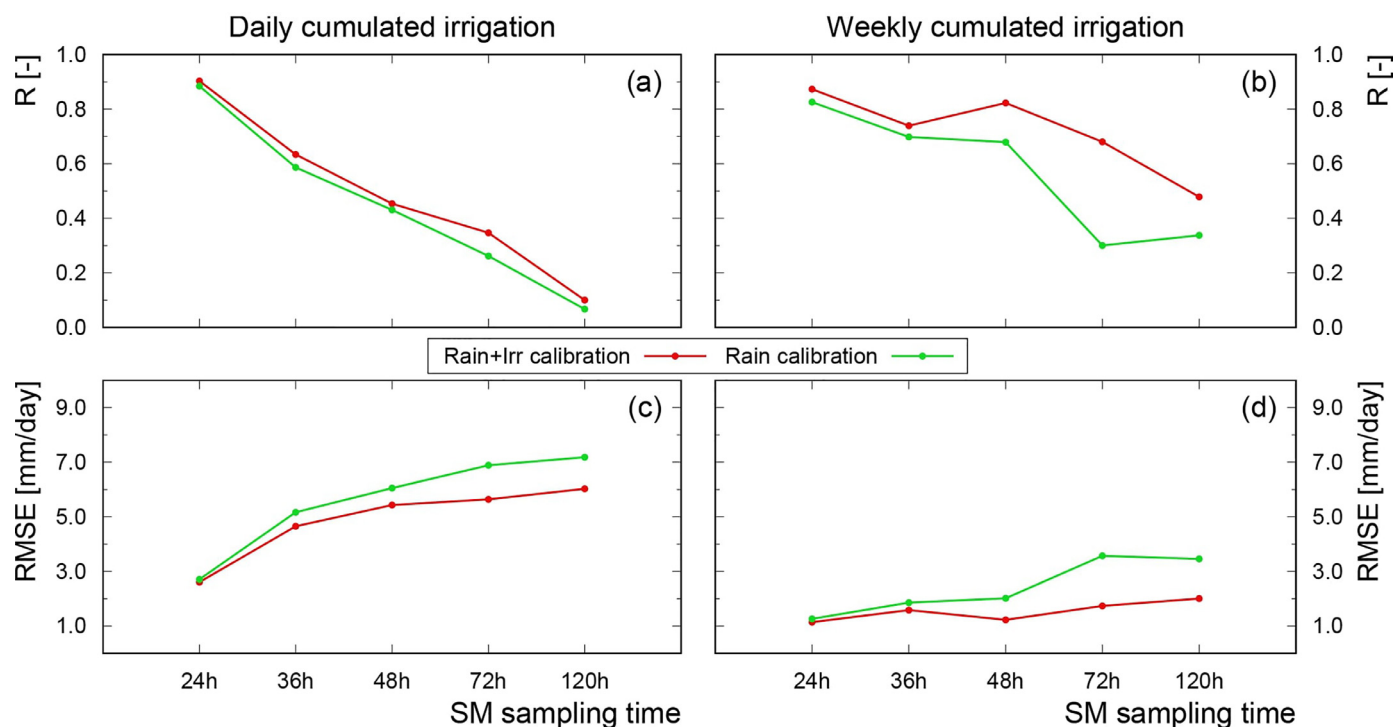 Daily cumulated irrigation
Weekly cumulated irrigation
R [-]
1.0
0.8
0.6
0.4
0.2
0.0
(a)
(b)
1.0
0.8
0.6
0.4
0.2
0.0
R [-]
Rain+Irr calibration
Rain calibration
RMSE [mm/day]
9.0
7.0
5.0
3.0
1.0
(c)
(d)
9.0
7.0
5.0
3.0
1.0
RMSE [mm/day]
24h 36h 48h 72h 120h
SM sampling time
24h 36h 48h 72h 120h
SM sampling time